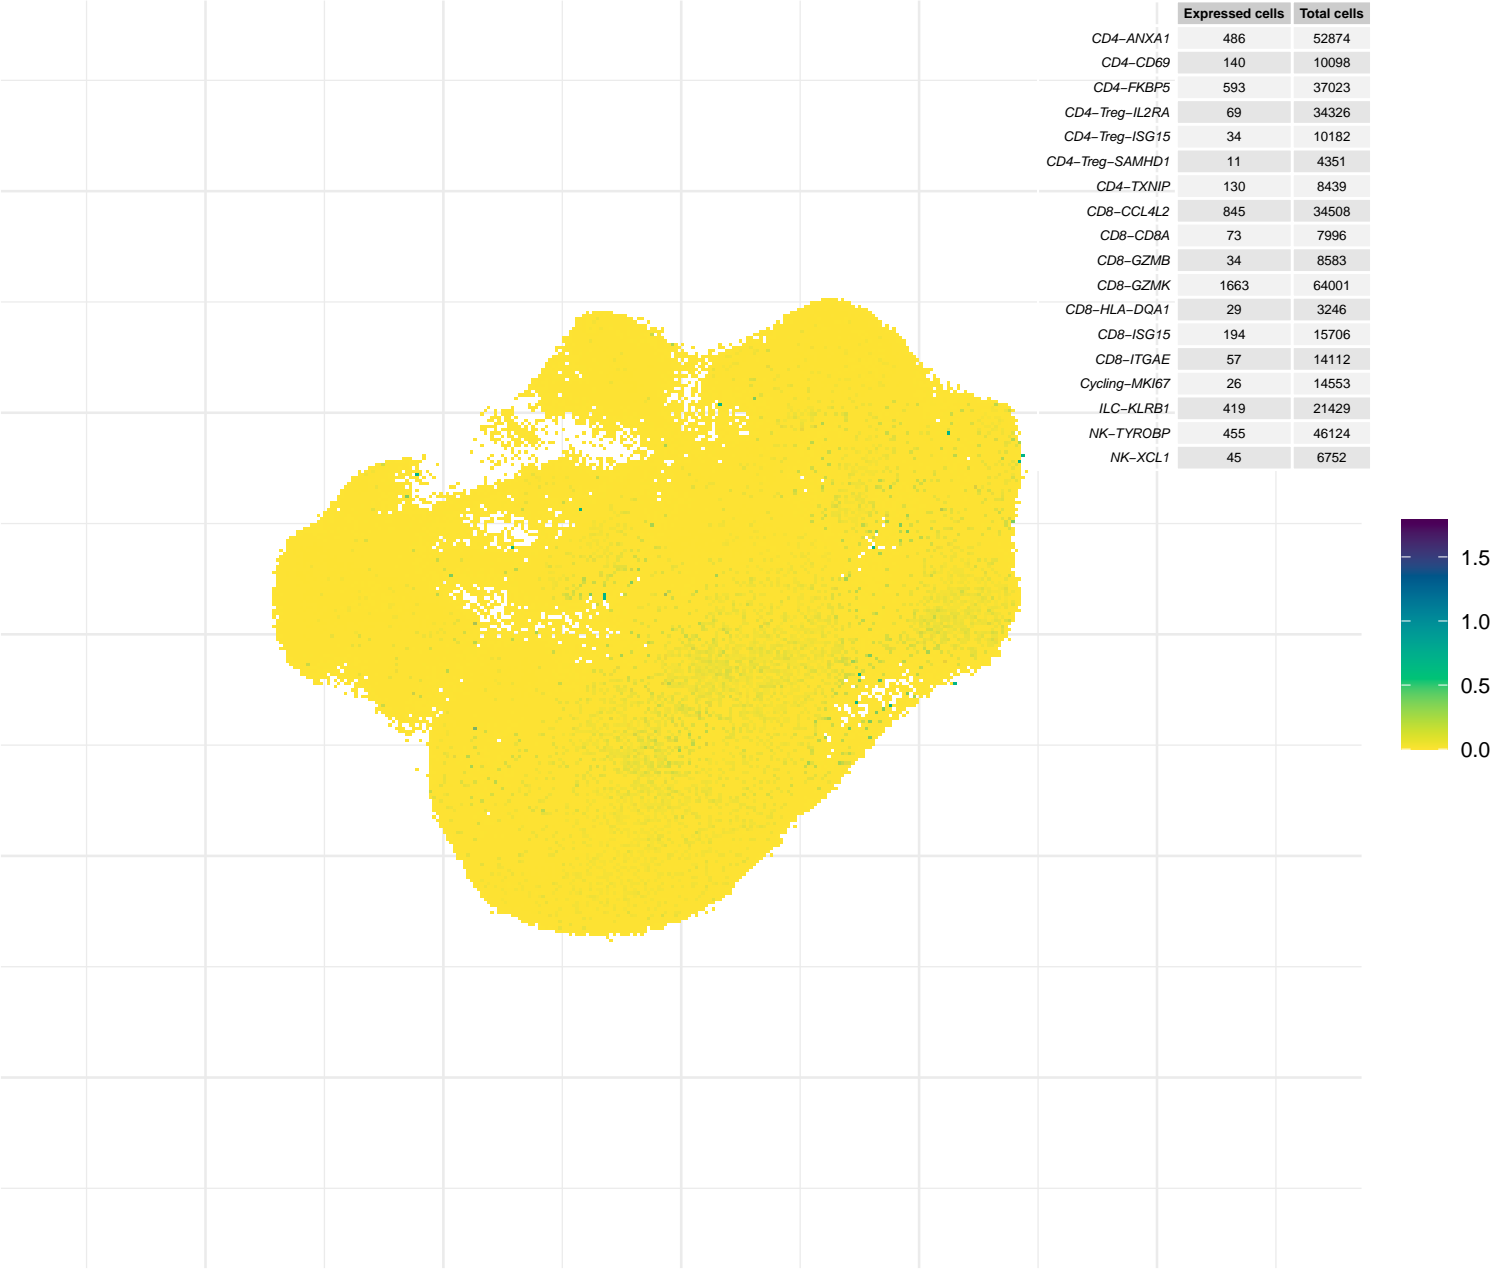 Expressed cells Total cells
CD4−ANXA1 486 52874
CD4−CD69 140 10098
CD4−FKBP5 593 37023
CD4−Treg−IL2RA 69 34326
CD4−Treg−ISG15 34 10182
CD4−Treg−SAMHD1 11 4351
CD4−TXNIP 130 8439
CD8−CCL4L2 845 34508
CD8−CD8A 73 7996
CD8−GZMB 34 8583
CD8−GZMK 1663 64001
CD8−HLA−DQA1 29 3246
CD8−ISG15 194 15706
CD8−ITGAE 57 14112
Cycling−MKI67 26 14553
ILC−KLRB1 419 21429
NK−TYROBP 455 46124
NK−XCL1 45 6752
1.5
1.0
0.5
0.0